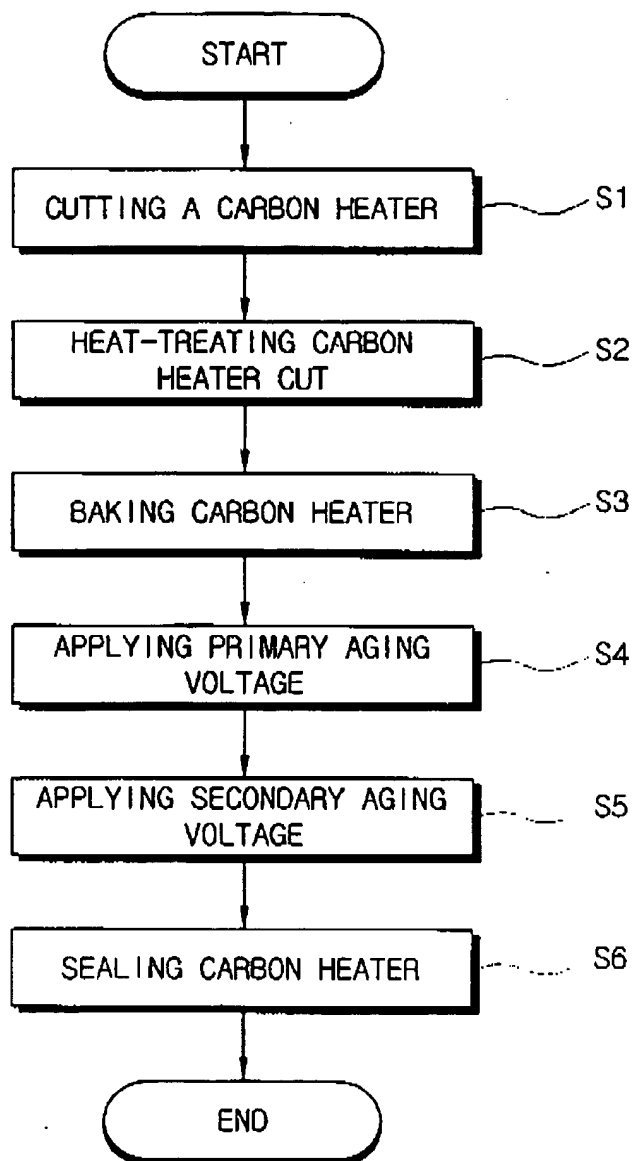 START
CUTTING A CARBON HEATER
S1
HEAT-TREATING CARBON
HEATER CUT
S2
BAKING CARBON HEATER
S3
APPLYING PRIMARY AGING
VOLTAGE
S4
APPLYING SECONDARY AGING
VOLTAGE
S5
SEALING CARBON HEATER
S6
END